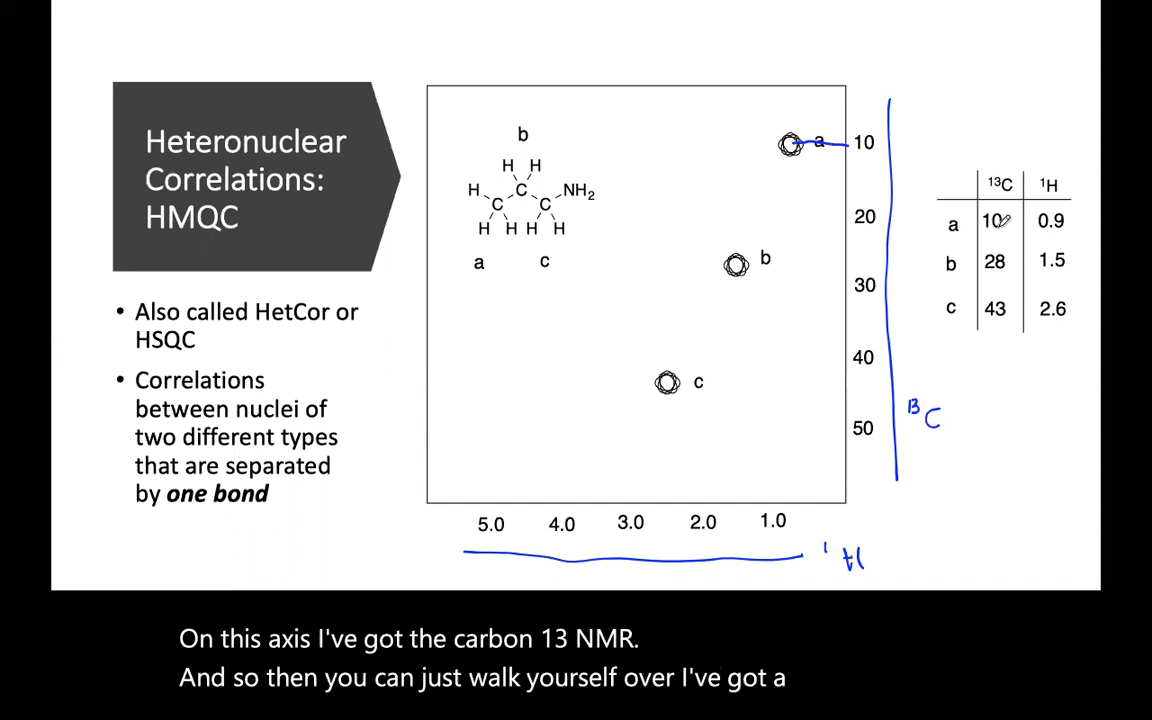 Heteronuclear
Correlations:
HMQC
• Also called HetCor or
HSQC
• Correlations
between nuclei of
two different types
that are separated
by one bond
b
H H
H C NH2
C C
H H H H
a c
a
b
c
10
20
30
40
50
13C
5.0 4.0 3.0 2.0 1.0
1H
13C 1H
a 10 0.9
b 28 1.5
c 43 2.6
On this axis I've got the carbon 13 NMR.
And so then you can just walk yourself over I've got a